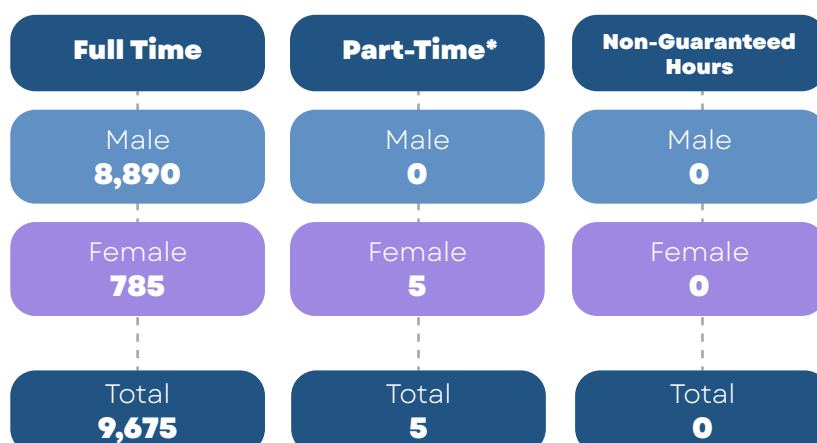 Full Time
Male
8,890
Female
785
Total
9,675
Part-Time*
Male
0
Female
5
Total
5
Non-Guaranteed
Hours
Male
0
Female
0
Total
0